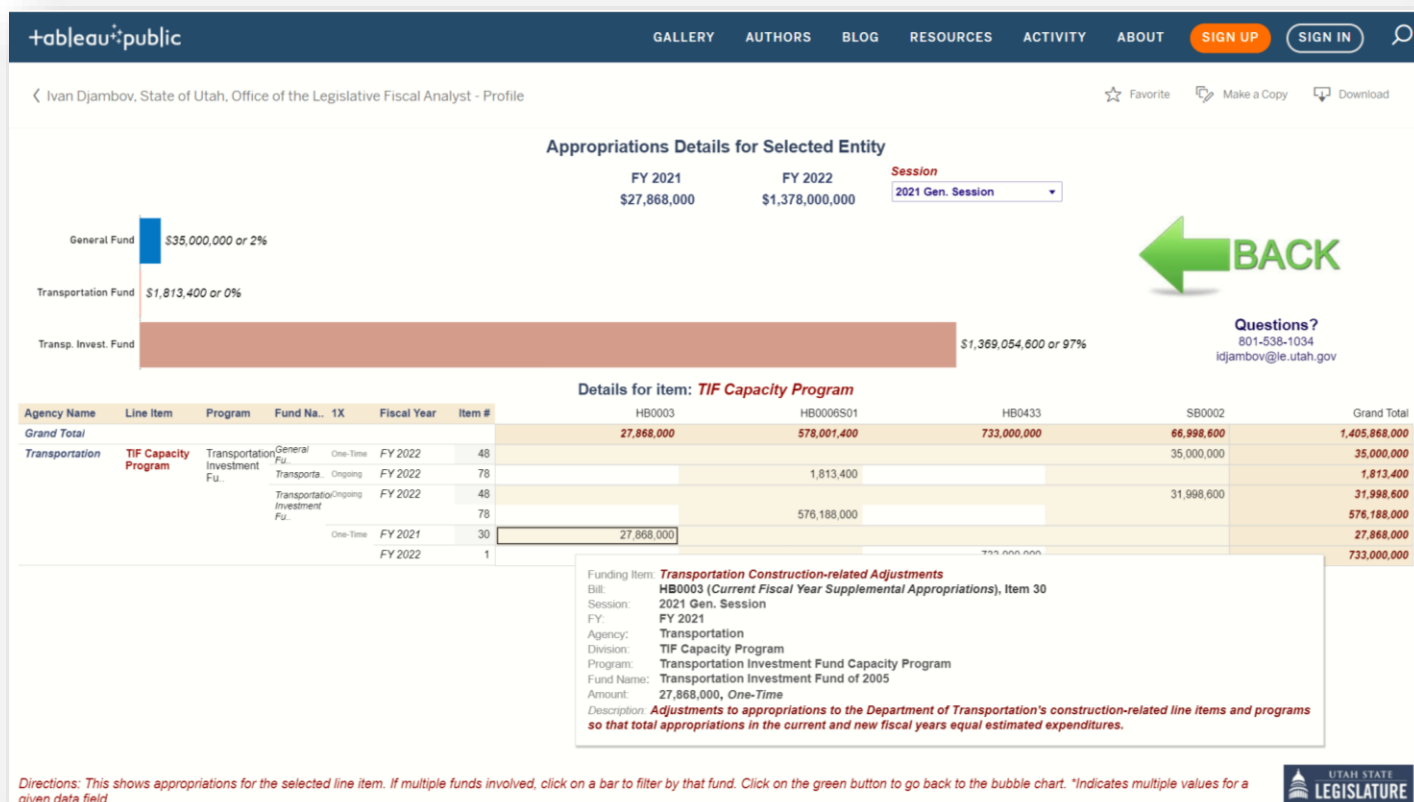 +ableau public
GALLERY AUTHORS BLOG RESOURCES ACTIVITY ABOUT SIGN UP SIGN IN
Ivan Djambov, State of Utah, Office of the Legislative Fiscal Analyst - Profile
Favorite Make a Copy Download
Appropriations Details for Selected Entity
FY 2021 FY 2022 Session
$27,868,000 $1,378,000,000 2021 Gen. Session
General Fund $35,000,000 or 2%
BACK
Transportation Fund $1,813,400 or 0%
Transp. Invest. Fund $1,369,054,600 or 97%
Questions?
801-538-1034
idjambov@le.utah.gov
Details for item: TIF Capacity Program
Agency Name Line Item Program Fund Na.. 1X Fiscal Year Item # HB0003 HB0006S01 HB0433 SB0002 Grand Total
Grand Total 27,868,000 578,001,400 733,000,000 66,998,600 1,405,868,000
Transportation TIF Capacity Program Transportation Investment Fu.. General Fu.. One-Time FY 2022 48 35,000,000 35,000,000
Transporta.. Ongoing FY 2022 78 1,813,400 1,813,400
Transportatio Investment Fu.. Ongoing FY 2022 48 31,998,600 31,998,600
78 576,188,000 576,188,000
One-Time FY 2021 30 27,868,000 27,868,000
FY 2022 1 733,000,000 733,000,000
Funding Item: Transportation Construction-related Adjustments
Bill: HB0003 (Current Fiscal Year Supplemental Appropriations), Item 30
Session: 2021 Gen. Session
FY: FY 2021
Agency: Transportation
Division: TIF Capacity Program
Program: Transportation Investment Fund Capacity Program
Fund Name: Transportation Investment Fund of 2005
Amount: 27,868,000, One-Time
Description: Adjustments to appropriations to the Department of Transportation's construction-related line items and programs
so that total appropriations in the current and new fiscal years equal estimated expenditures.
Directions: This shows appropriations for the selected line item. If multiple funds involved, click on a bar to filter by that fund. Click on the green button to go back to the bubble chart. *Indicates multiple values for a
given data field
UTAH STATE
LEGISLATURE